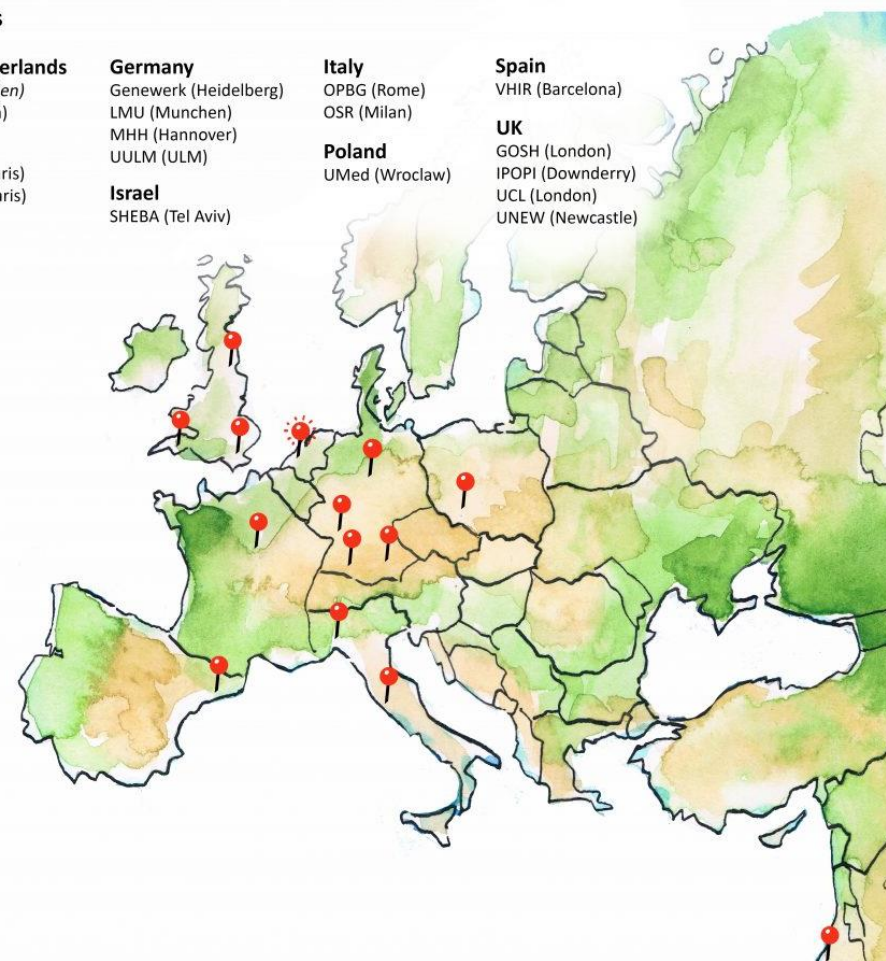 s
erlands
en)
)
ris)
aris)
Germany
Genewerk (Heidelberg)
LMU (Munchen)
MHH (Hannover)
UULM (ULM)
Israel
SHEBA (Tel Aviv)
Italy
OPBG (Rome)
OSR (Milan)
Poland
UMed (Wroclaw)
Spain
VHIR (Barcelona)
UK
GOSH (London)
IPOPI (Downderry)
UCL (London)
UNEW (Newcastle)